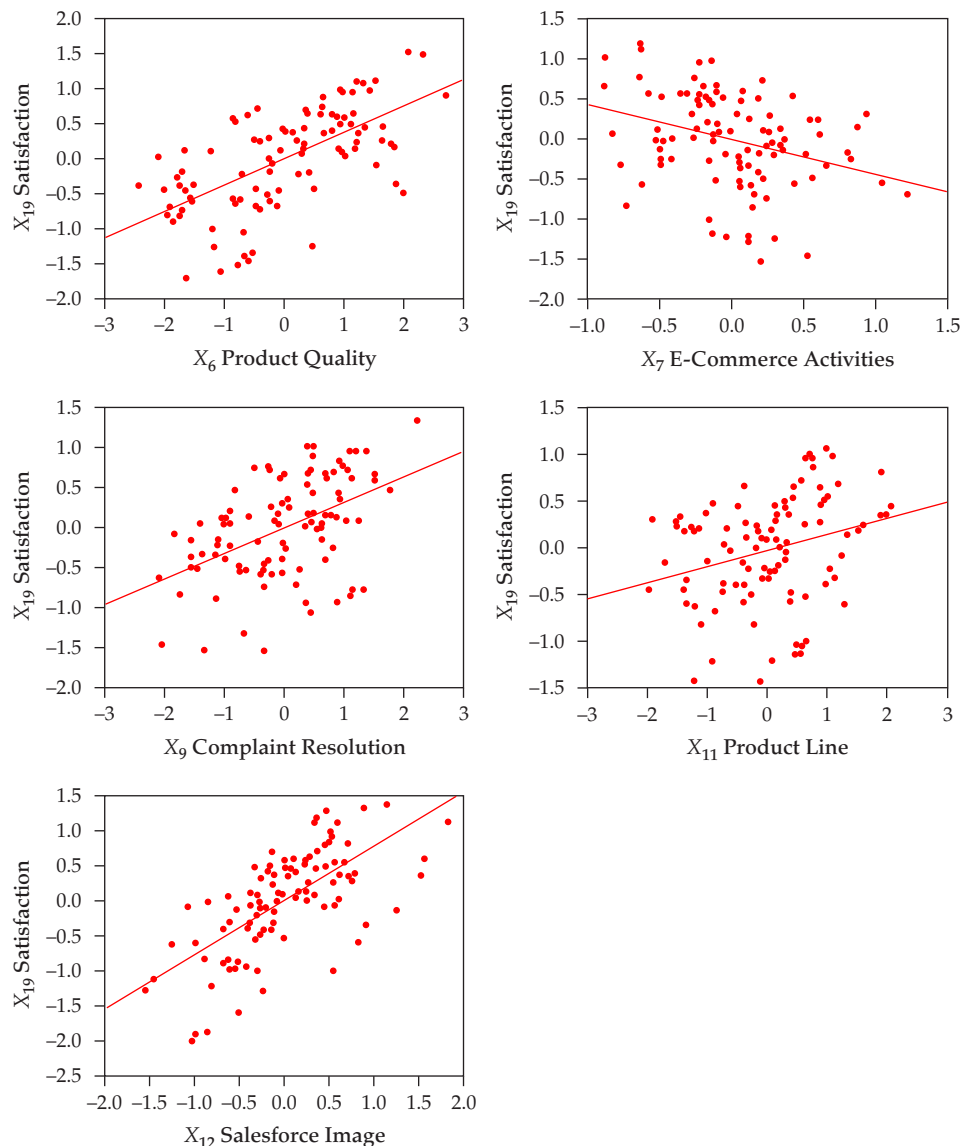 X19 Satisfaction
2.0
1.5
1.0
0.5
0.0
–0.5
–1.0
–1.5
2.0
–3 –2 –1 0 1 2 3
X6 Product Quality
X19 Satisfaction
1.5
1.0
0.5
0.0
–0.5
–1.0
–1.5
–2.0
–1.0 –0.5 0.0 0.5 1.0 1.5
X7 E-Commerce Activities
X19 Satisfaction
1.5
1.0
0.5
0.0
–0.5
–1.0
–1.5
–2.0
–3 –2 –1 0 1 2 3
X9 Complaint Resolution
X19 Satisfaction
1.5
1.0
0.5
0.0
–0.5
–1.0
–1.5
–3 –2 –1 0 1 2 3
X11 Product Line
X19 Satisfaction
1.5
1.0
0.5
0.0
–0.5
–1.0
–1.5
–2.0
–2.5
–2.0 –1.5 –1.0 –0.5 0.0 0.5 1.0 1.5 2.0
X12 Salesforce Image